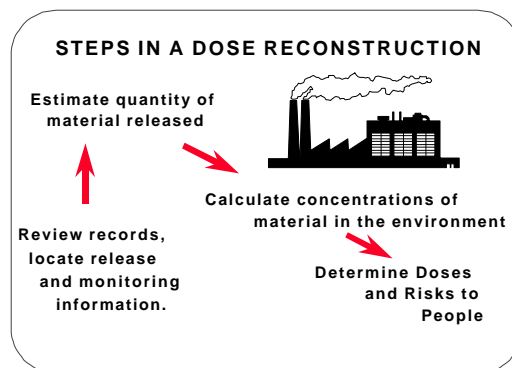 STEPS IN A DOSE RECONSTRUCTION
Estimate quantity of
material released
Calculate concentrations of
material in the environment
Review records,
locate release
and monitoring
information.
Determine Doses
and Risks to
People